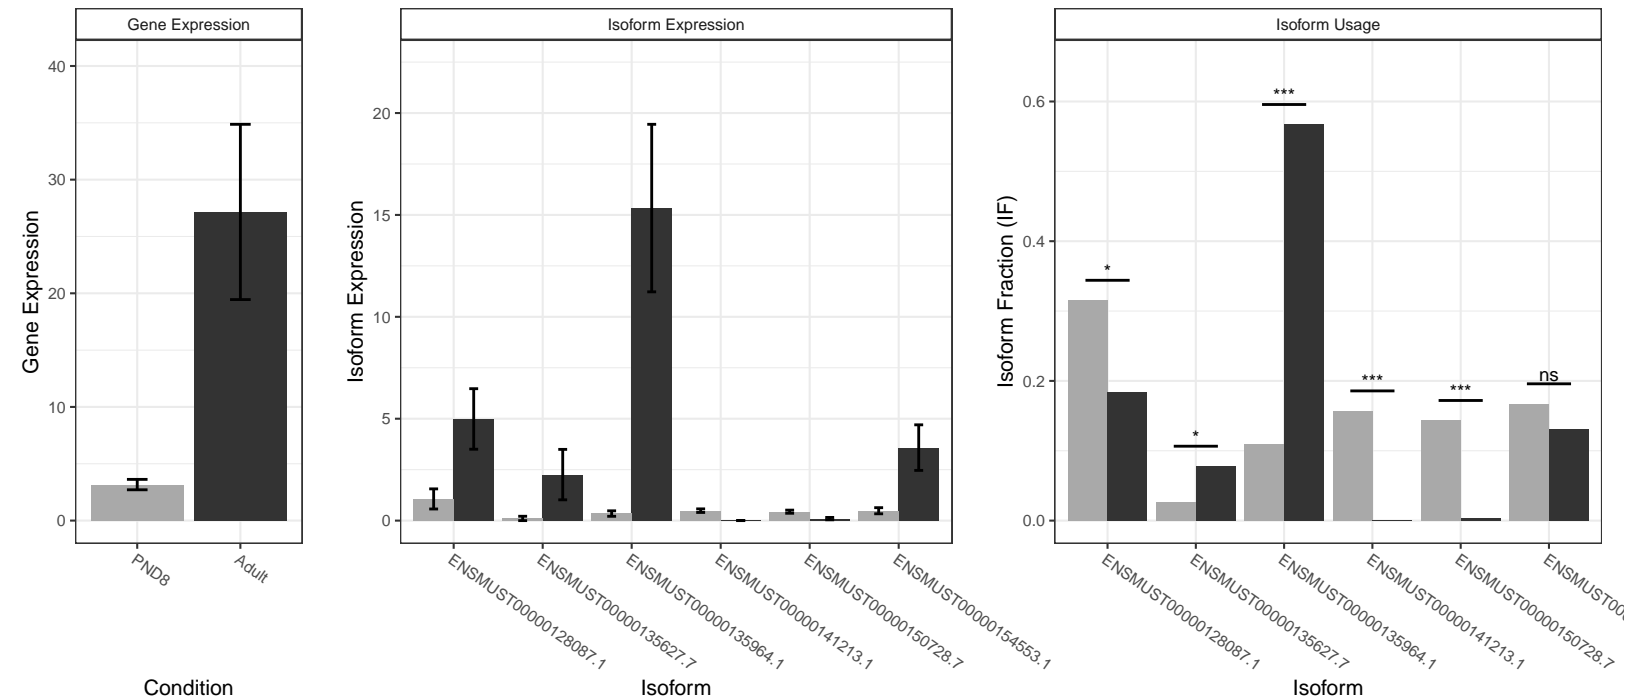 Gene Expression
Gene Expression
40
30
20
10
0
PND8
Adult
Condition
Isoform Expression
Isoform Expression
20
15
10
5
0
ENSMUST00000128087.1
ENSMUST00000135627.7
ENSMUST00000135964.1
ENSMUST00000141213.1
ENSMUST00000150728.7
ENSMUST00000154553.1
Isoform
Isoform Usage
Isoform Fraction (IF)
0.6
0.4
0.2
0.0
*
*
***
***
***
ns
ENSMUST00000128087.1
ENSMUST00000135627.7
ENSMUST00000135964.1
ENSMUST00000141213.1
ENSMUST00000150728.7
Isoform